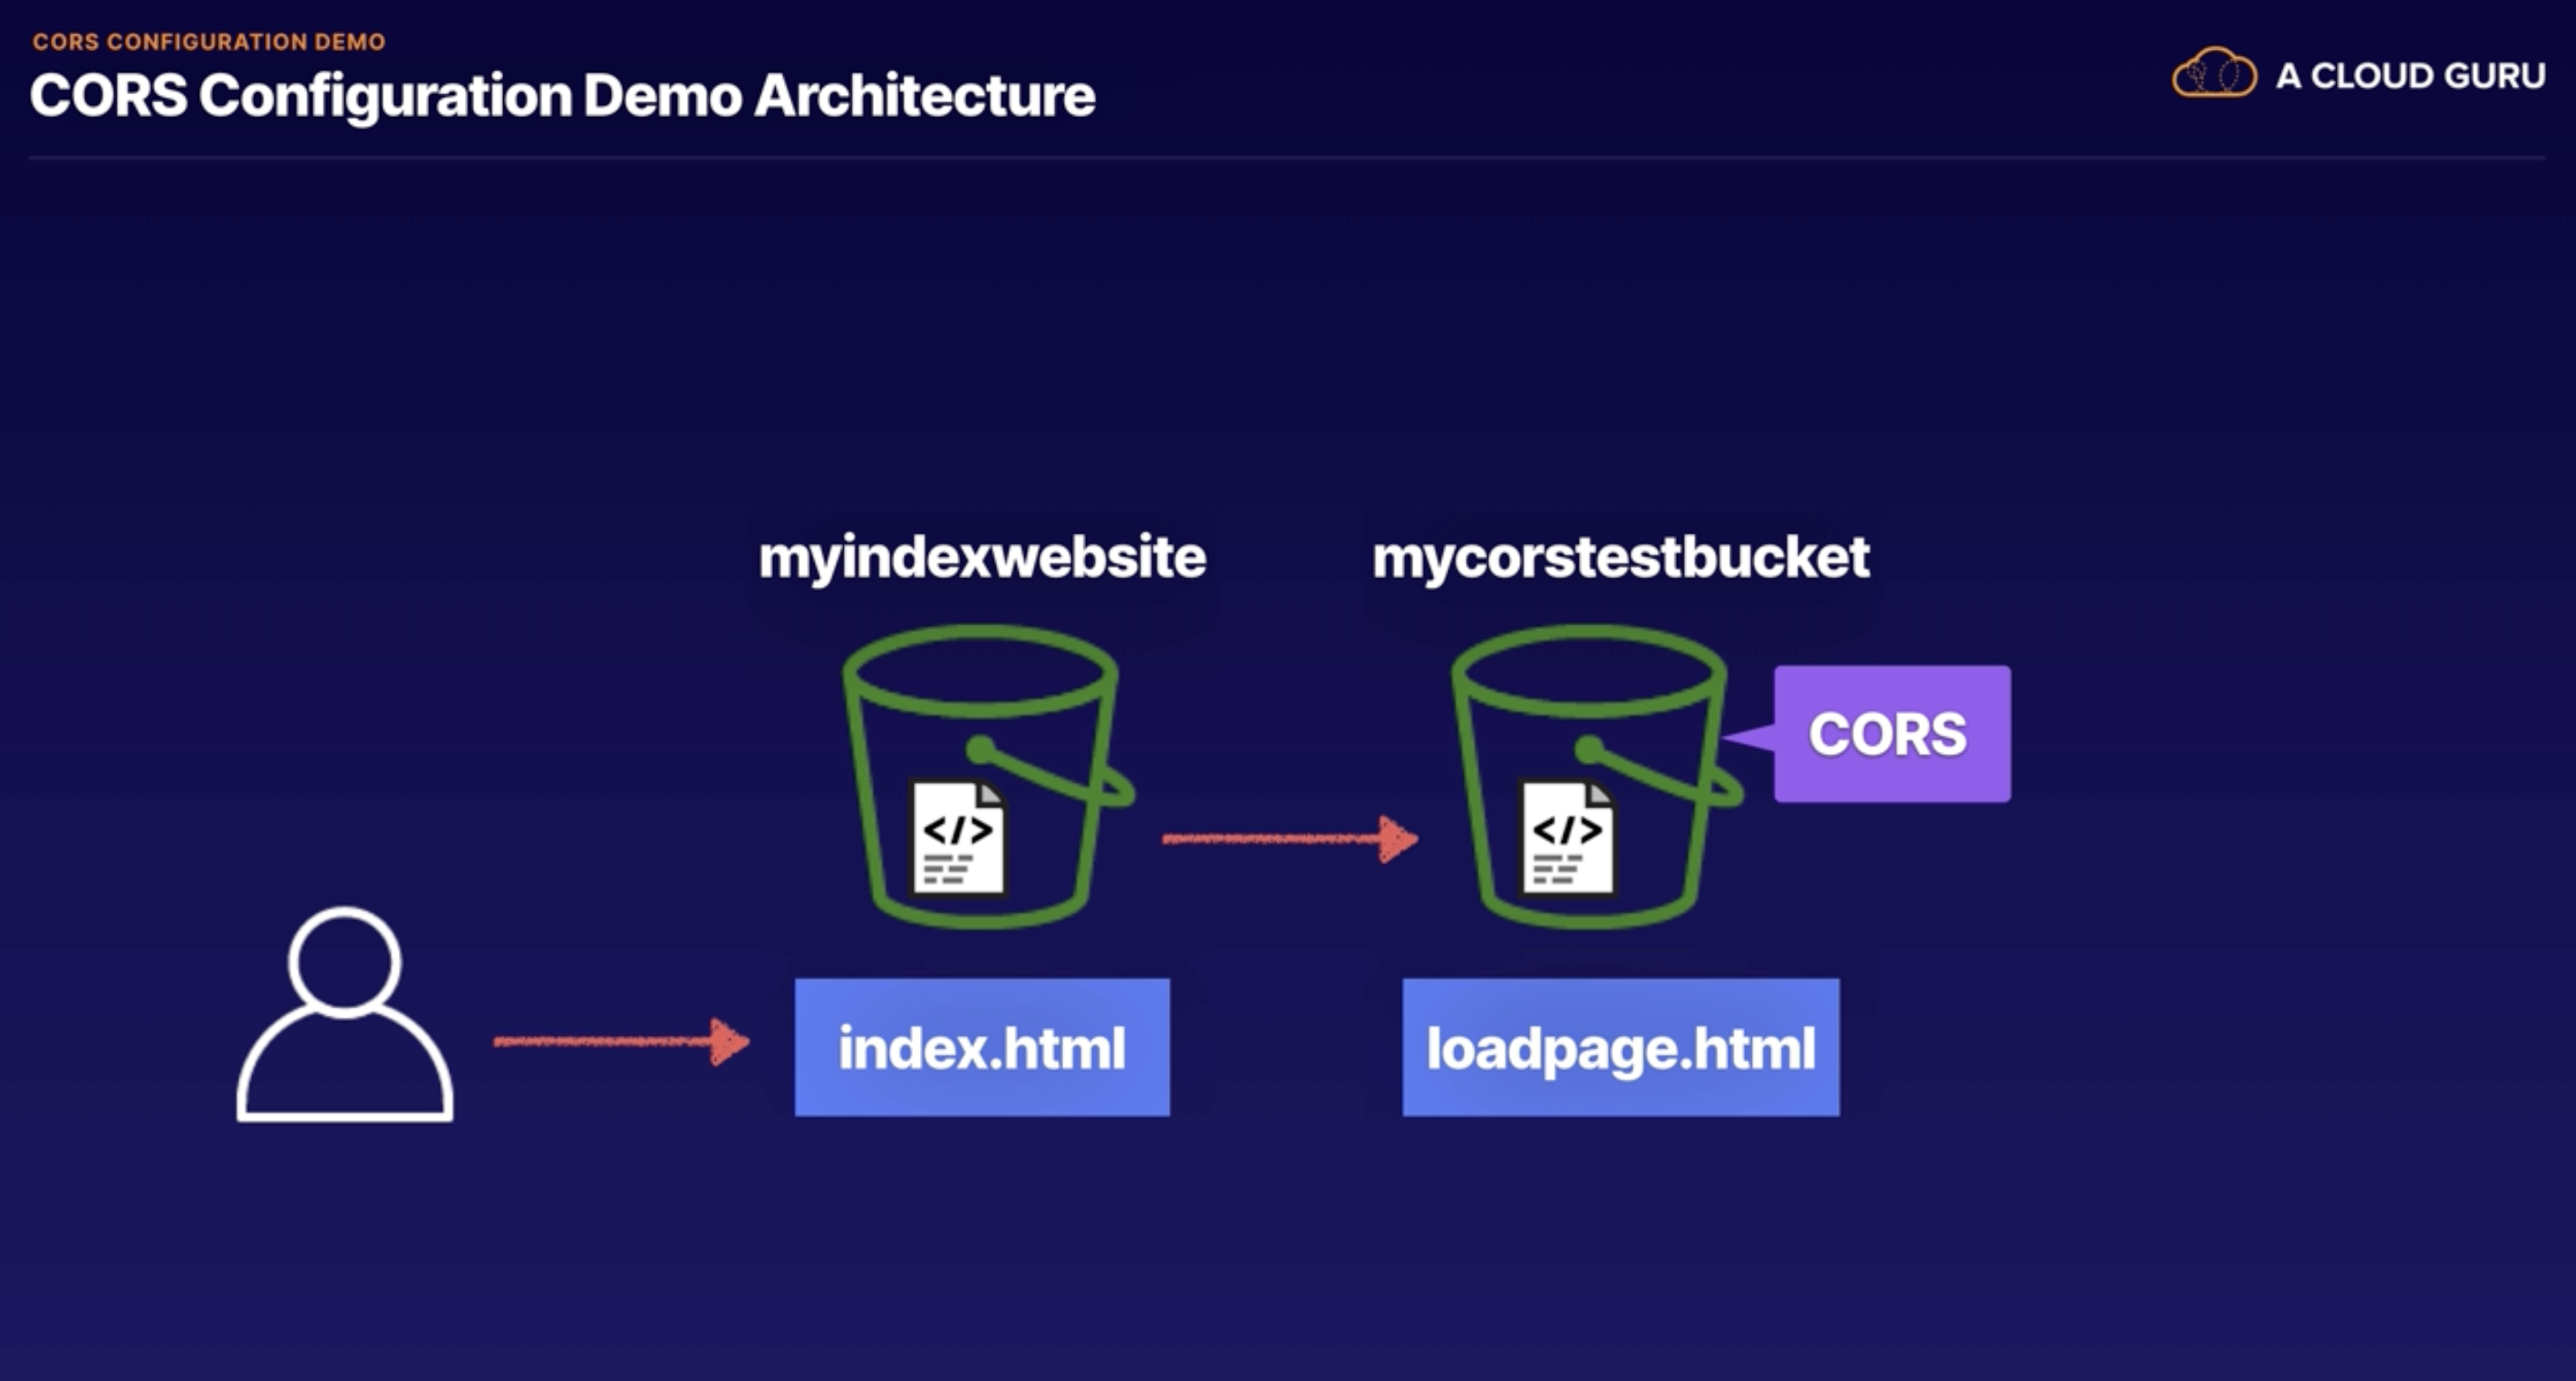 CORS CONFIGURATION DEMO
CORS Configuration Demo Architecture
A CLOUD GURU
myindexwebsite
mycorstestbucket
CORS
</>
</>
index.html
loadpage.html